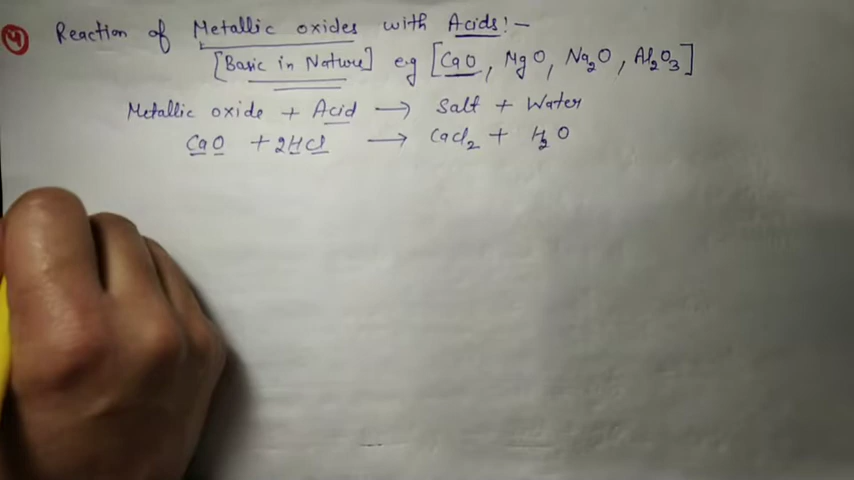 4 Reaction of Metallic oxides with Acids:-
[Basic in Nature] eg [CaO, MgO, Na2O, Al2O3]
Metallic oxide + Acid → Salt + Water
CaO + 2HCl → CaCl2 + H2O